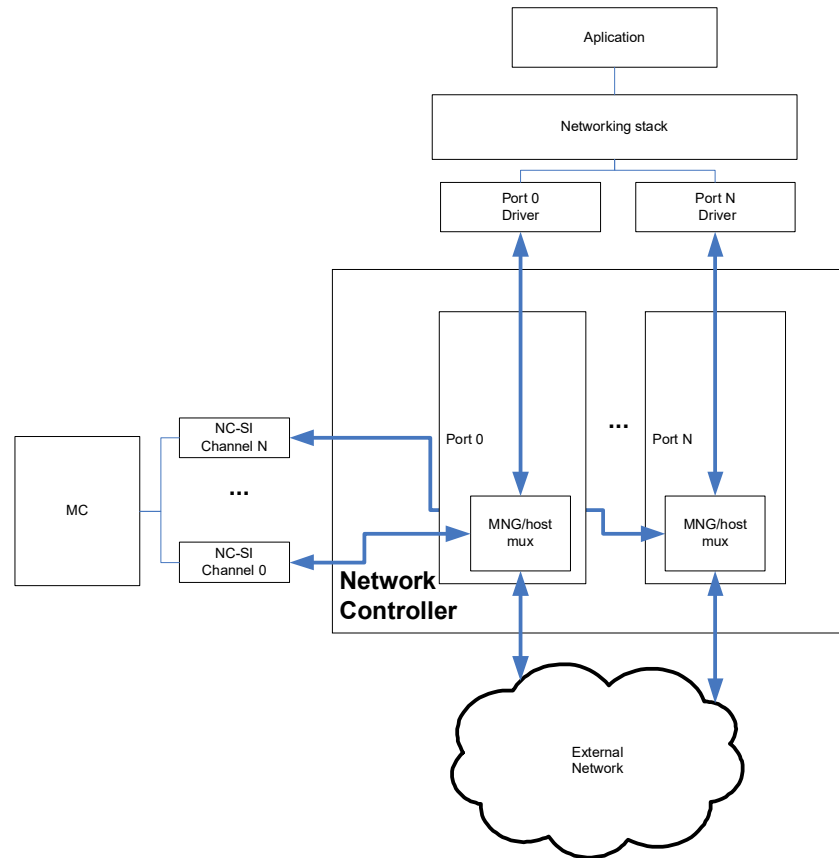 Aplication
Networking stack
Port 0
Driver
Port N
Driver
NC-SI
Channel N
...
Port 0
...
Port N
MC
...
NC-SI
Channel 0
MNG/host
mux
MNG/host
mux
Network
Controller
External
Network